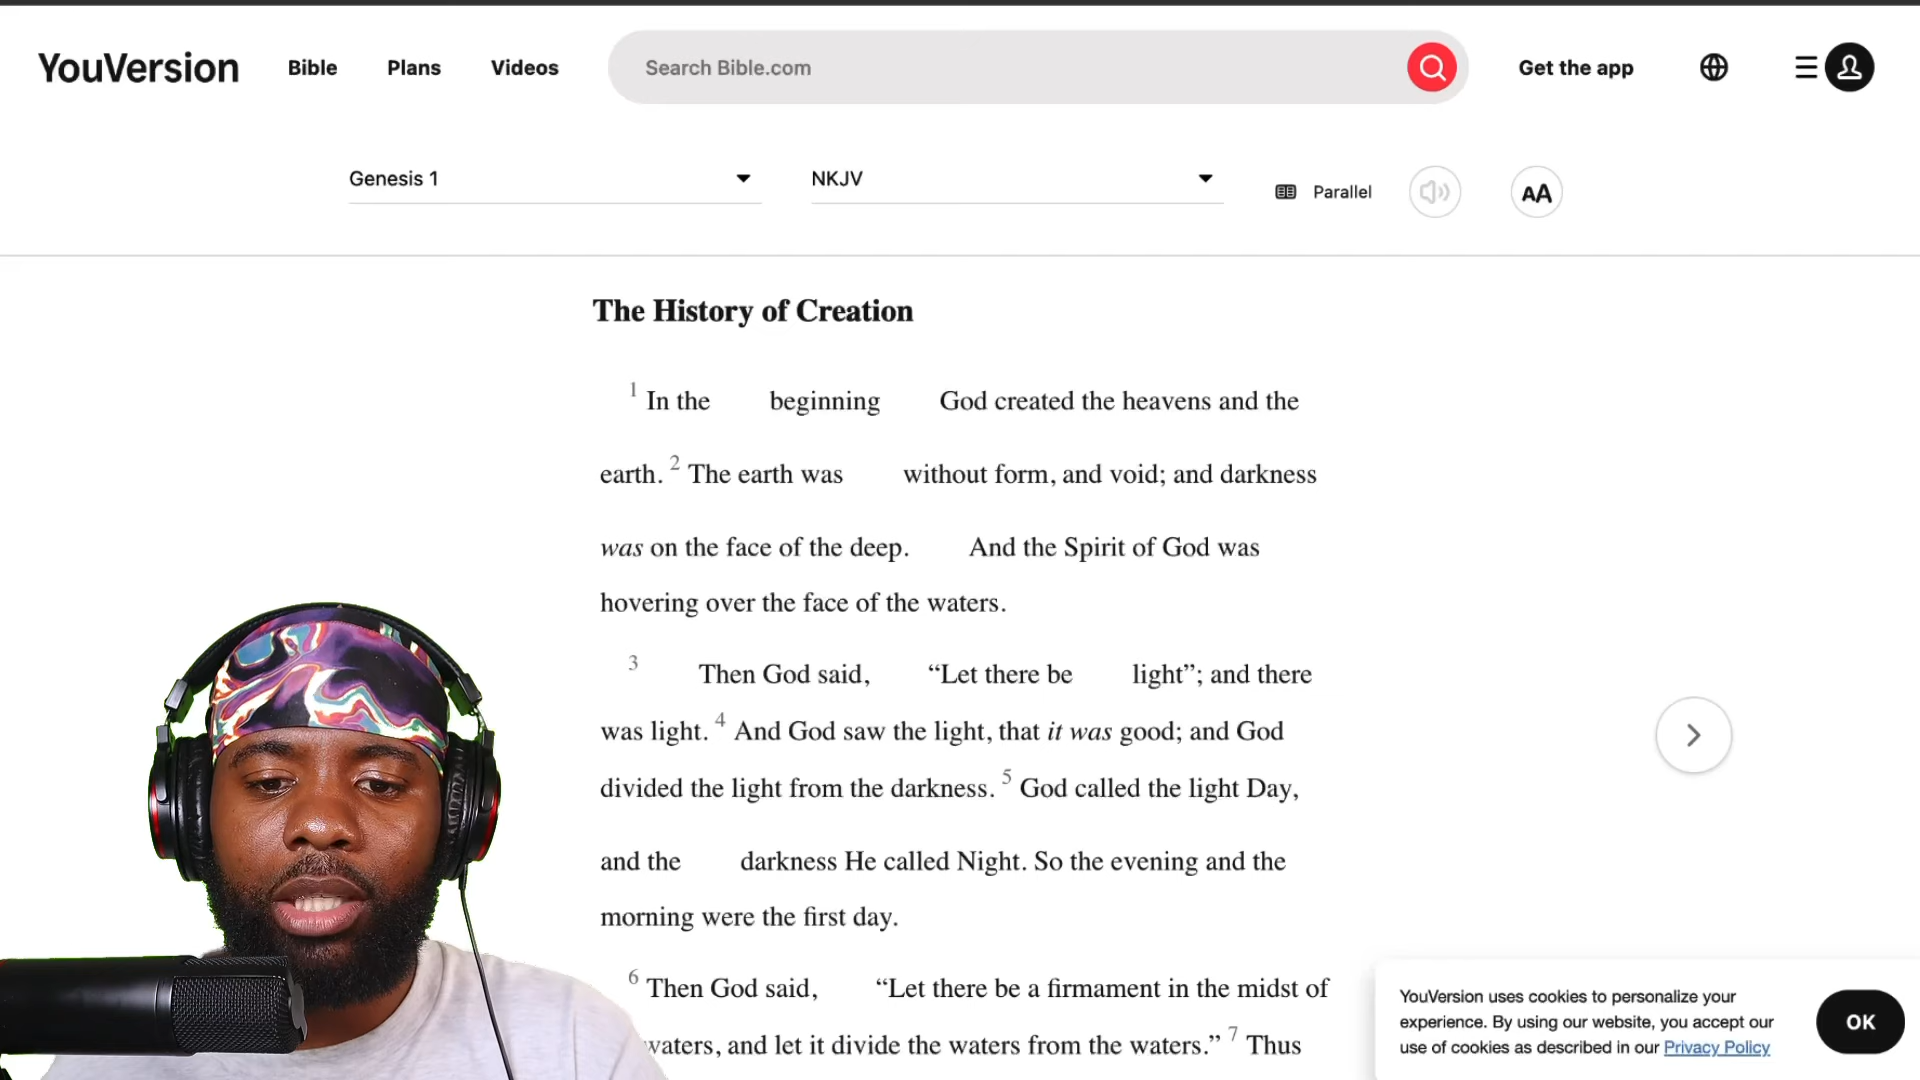 YouVersion Bible Plans Videos Search Bible.com Get the app
Genesis 1 NKJV Parallel AA
The History of Creation
1 In the beginning God created the heavens and the
earth. 2 The earth was without form, and void; and darkness
was on the face of the deep. And the Spirit of God was
hovering over the face of the waters.
3 Then God said, “Let there be light”; and there
was light. 4 And God saw the light, that it was good; and God
divided the light from the darkness. 5 God called the light Day,
and the darkness He called Night. So the evening and the
morning were the first day.
6 Then God said, “Let there be a firmament in the midst of
waters, and let it divide the waters from the waters.” 7 Thus
YouVersion uses cookies to personalize your
experience. By using our website, you accept our
use of cookies as described in our Privacy Policy
OK